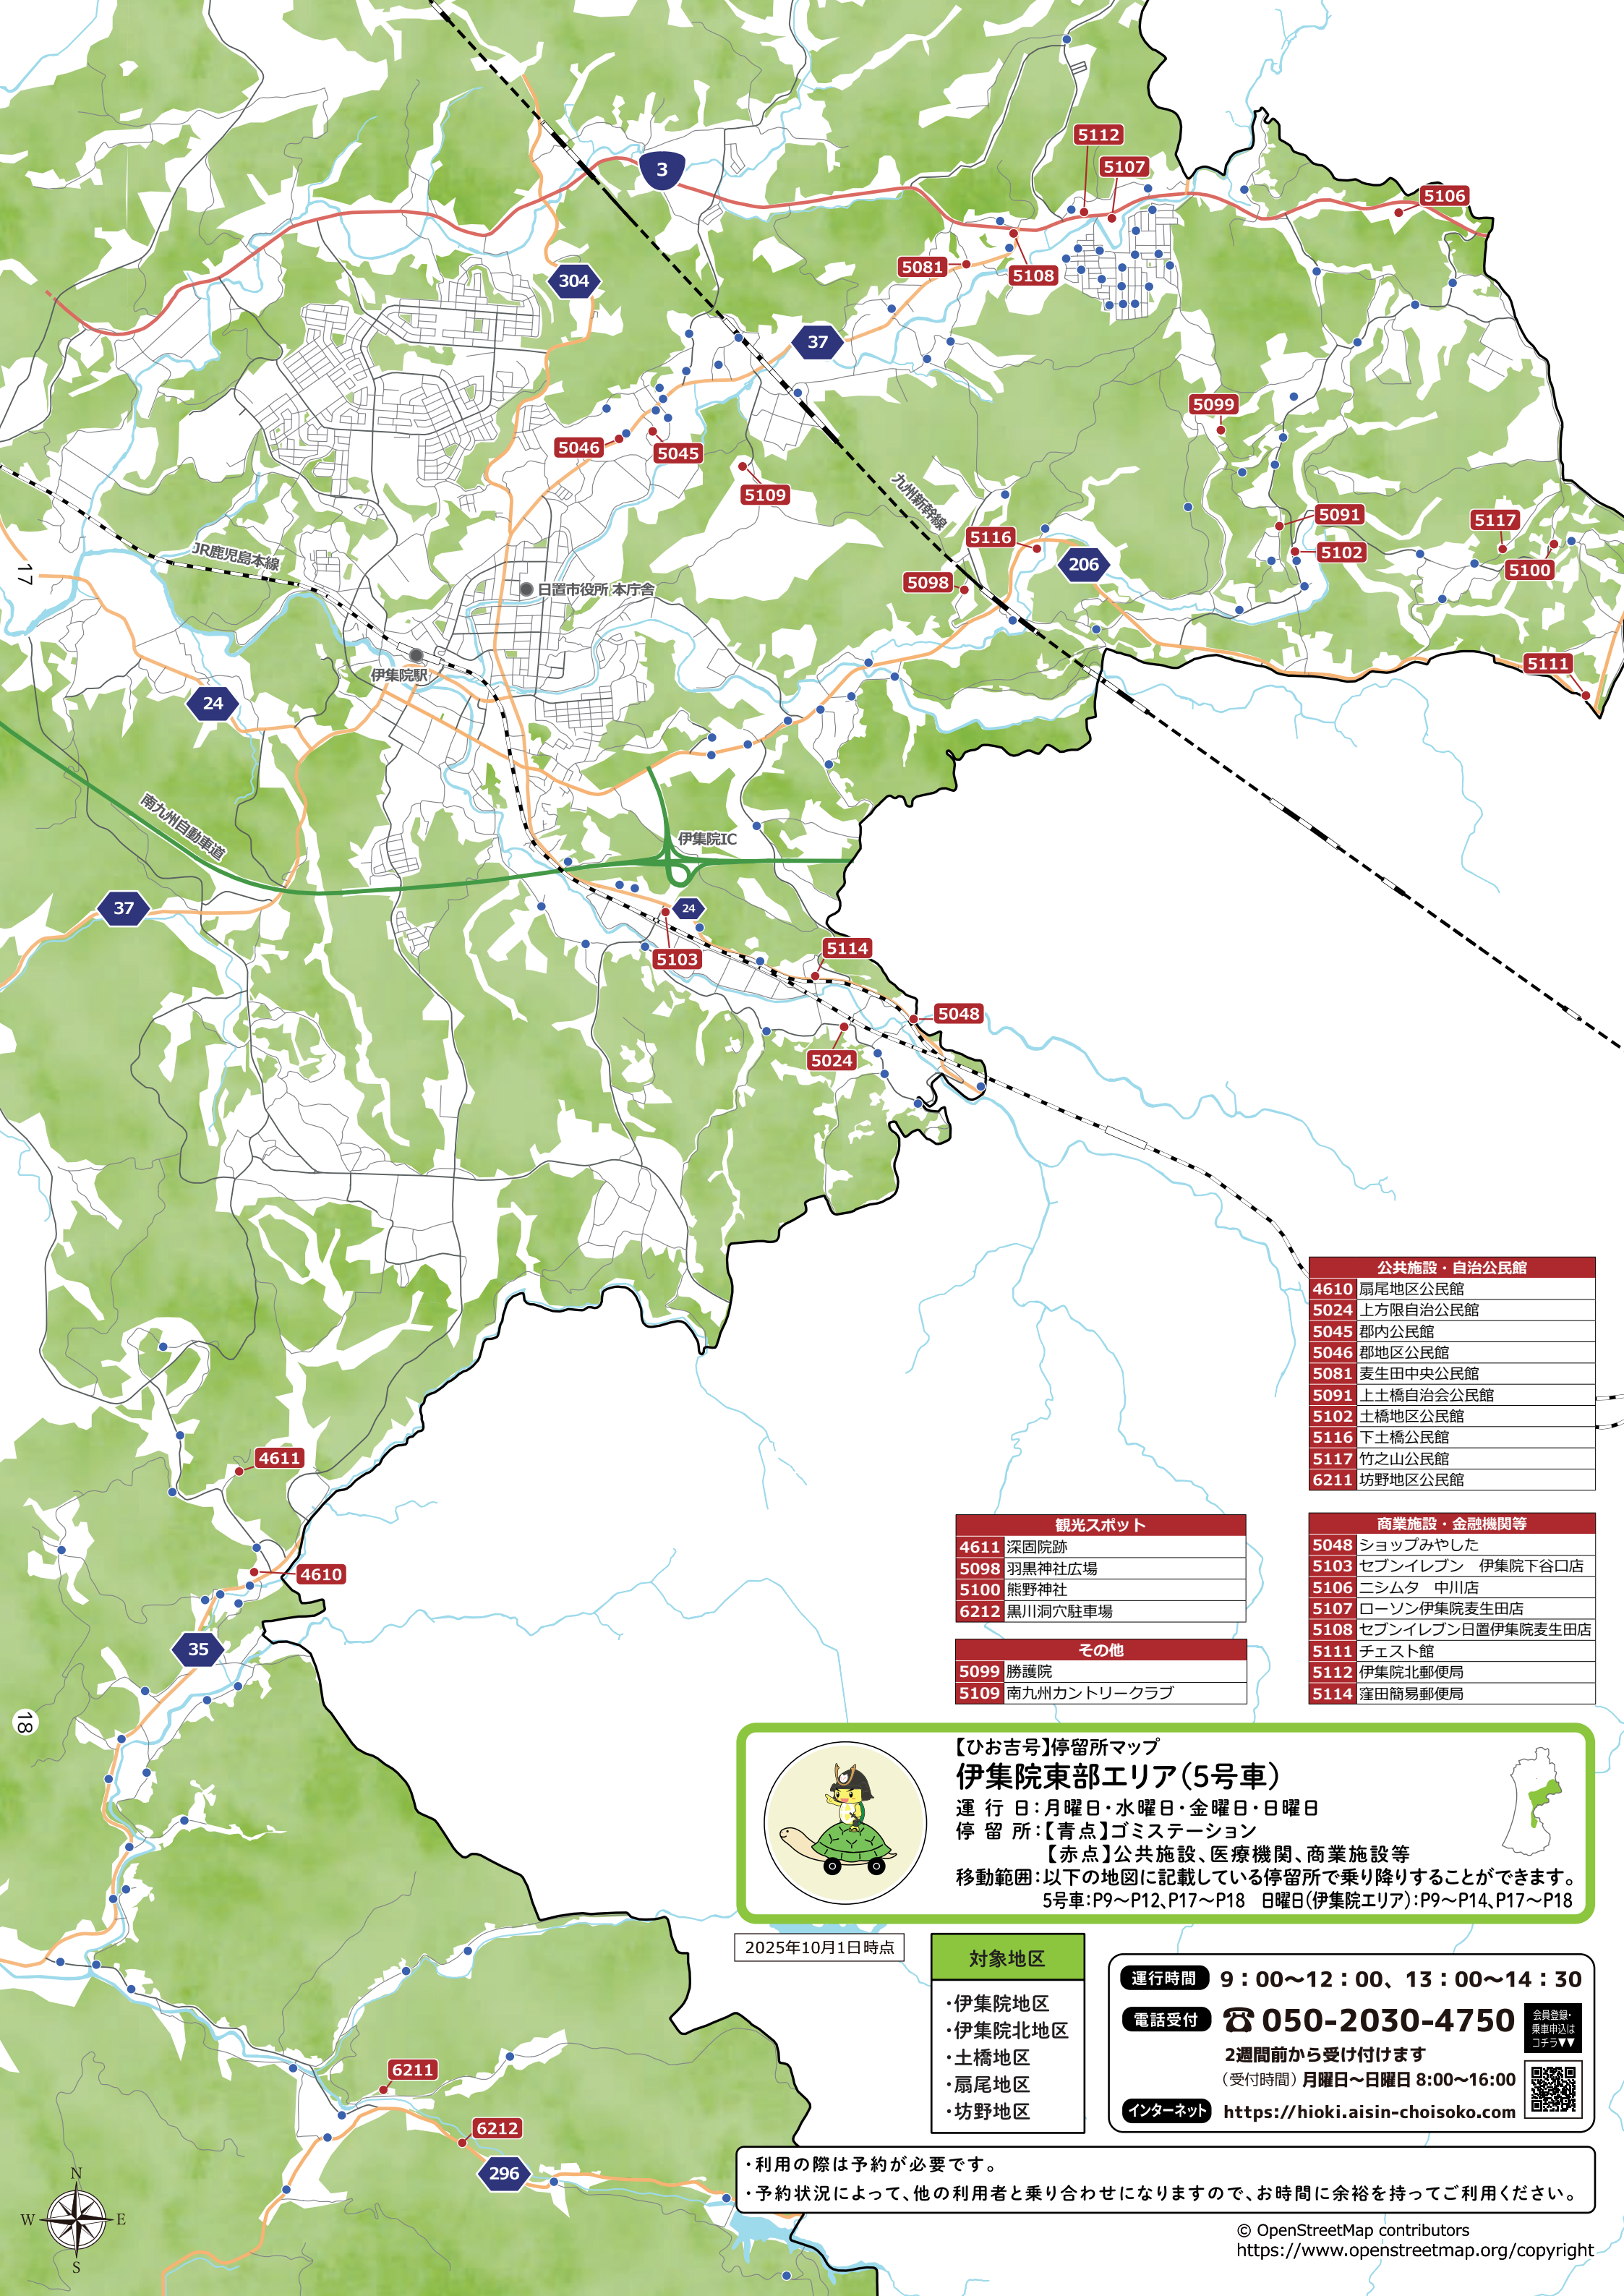 3
5112
5107
5106
5081
5108
304
37
5099
5046
5045
5109
九州新幹線
5116
5091
5117
5102
5100
206
5098
JR鹿児島本線
17
日置市役所 本庁舎
伊集院駅
5111
24
南九州自動車道
伊集院IC
37
24
5103
5114
5048
5024
4611
4610
35
18
6211
6212
296
N
W
E
S
公共施設・自治公民館
4610 扇尾地区公民館
5024 上方限自治公民館
5045 郡内公民館
5046 郡地区公民館
5081 麦生田中央公民館
5091 上土橋自治会公民館
5102 土橋地区公民館
5116 下土橋公民館
5117 竹之山公民館
6211 坊野地区公民館
観光スポット
4611 深固院跡
5098 羽黒神社広場
5100 熊野神社
6212 黒川洞穴駐車場
その他
5099 勝護院
5109 南九州カントリークラブ
商業施設・金融機関等
5048 ショップみやした
5103 セブンイレブン　伊集院下谷口店
5106 ニシムタ　中川店
5107 ローソン伊集院麦生田店
5108 セブンイレブン日置伊集院麦生田店
5111 チェスト館
5112 伊集院北郵便局
5114 窪田簡易郵便局
【ひお吉号】停留所マップ
伊集院東部エリア（5号車）
運 行 日：月曜日・水曜日・金曜日・日曜日
停 留 所：【青点】ゴミステーション
【赤点】公共施設、医療機関、商業施設等
移動範囲：以下の地図に記載している停留所で乗り降りすることができます。
5号車：P9～P12、P17～P18　日曜日（伊集院エリア）：P9～P14、P17～P18
2025年10月1日時点
対象地区
・伊集院地区
・伊集院北地区
・土橋地区
・扇尾地区
・坊野地区
運行時間 9：00～12：00、13：00～14：30
電話受付 ☎ 050-2030-4750
会員登録・
乗車申込は
コチラ▼▼
2週間前から受け付けます
（受付時間）月曜日～日曜日 8:00～16:00
インターネット https://hioki.aisin-choisoko.com
・利用の際は予約が必要です。
・予約状況によって、他の利用者と乗り合わせになりますので、お時間に余裕を持ってご利用ください。
© OpenStreetMap contributors
https://www.openstreetmap.org/copyright